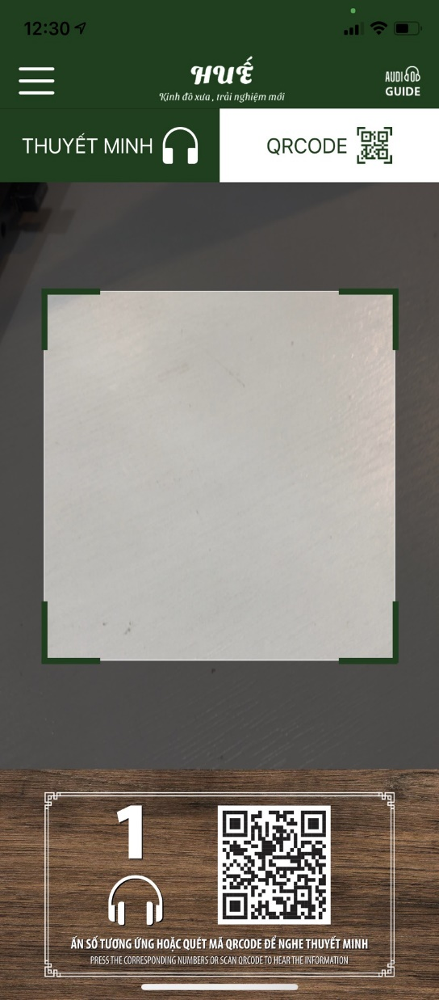 12:30
HUẾ
Kinh đô xưa, trải nghiệm mới
AUDIO
GUIDE
THUYẾT MINH
QRCODE
1
ẤN SỐ TƯƠNG ỨNG HOẶC QUÉT MÃ QRCODE ĐỂ NGHE THUYẾT MINH
PRESS THE CORRESPONDING NUMBERS OR SCAN QRCODE TO HEAR THE INFORMATION